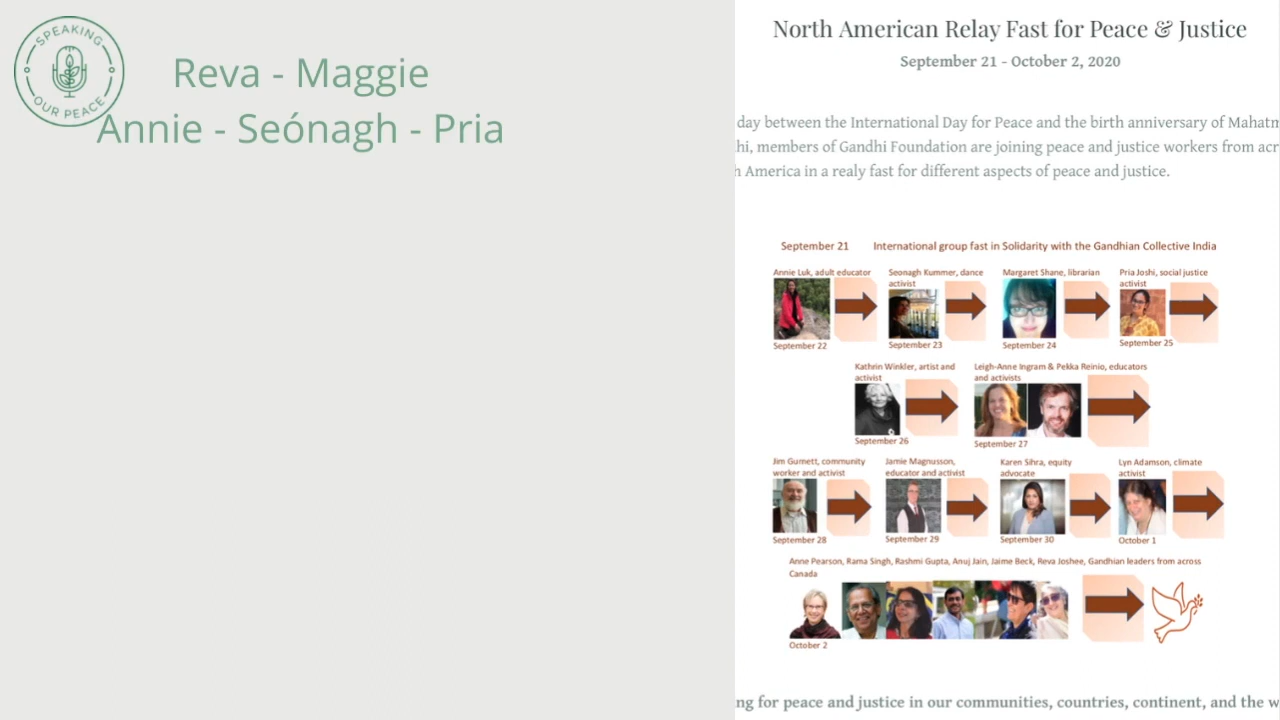 SPEAKING
OUR PEACE
Reva - Maggie
Annie - Seónagh - Pria
North American Relay Fast for Peace & Justice
September 21 - October 2, 2020
day between the International Day for Peace and the birth anniversary of Mahatm
hi, members of Gandhi Foundation are joining peace and justice workers from acr
h America in a realy fast for different aspects of peace and justice.
September 21 International group fast in Solidarity with the Gandhian Collective India
Annie Luk, adult educator
Seonagh Kummer, dance
activist
Margaret Shane, librarian
Pria Joshi, social justice
activist
September 22
September 23
September 24
September 25
Kathrin Winkler, artist and
activist
Leigh-Anne Ingram & Pekka Reinio, educators
and activists
September 26
September 27
Jim Gurnett, community
worker and activist
Jamie Magnusson,
educator and activist
Karen Sihra, equity
advocate
Lyn Adamson, climate
activist
September 28
September 29
September 30
October 1
Anne Pearson, Rama Singh, Rashmi Gupta, Anuj Jain, Jaime Beck, Reva Joshee, Gandhian leaders from across
Canada
October 2
ng for peace and justice in our communities, countries, continent, and the w